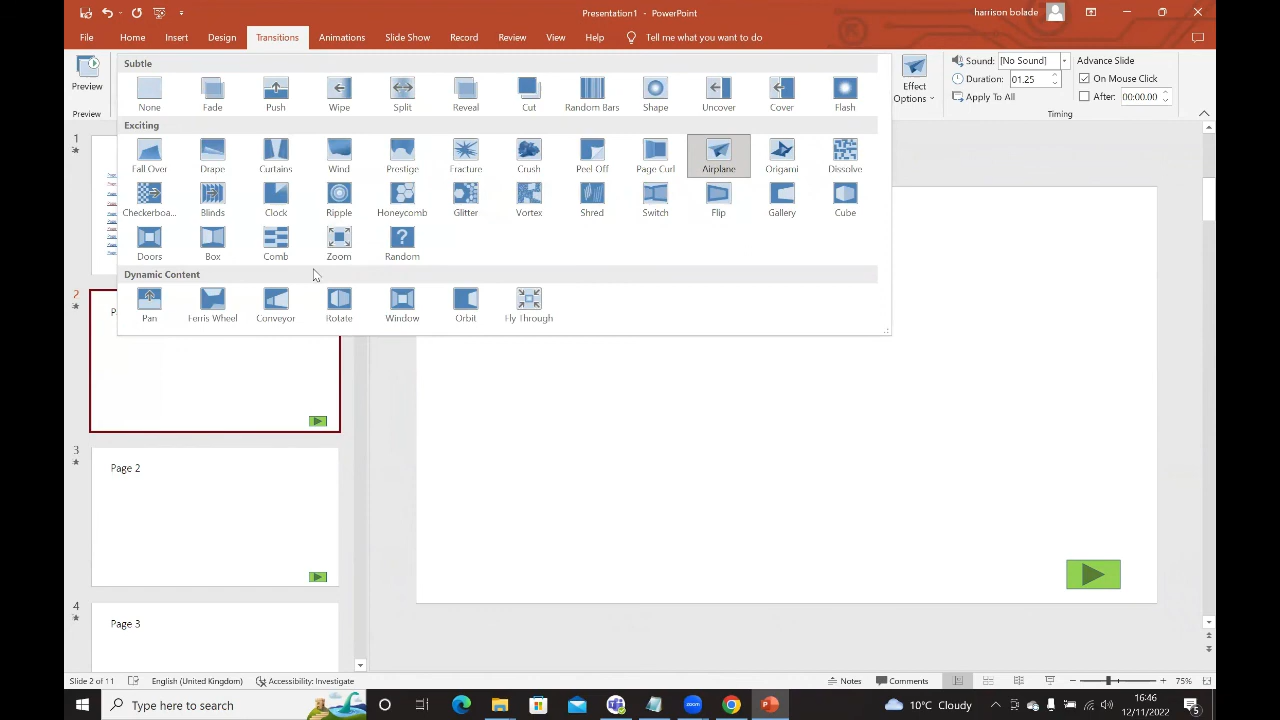 Presentation1 - PowerPoint
harrison bolade
File Home Insert Design Transitions Animations Slide Show Record Review View Help Tell me what you want to do
Preview
Preview
Subtle
None Fade Push Wipe Split Reveal Cut Random Bars Shape Uncover Cover Flash
Exciting
Fall Over Drape Curtains Wind Prestige Fracture Crush Peel Off Page Curl Airplane Origami Dissolve
Checkerboa... Blinds Clock Ripple Honeycomb Glitter Vortex Shred Switch Flip Gallery Cube
Doors Box Comb Zoom Random
Dynamic Content
Pan Ferris Wheel Conveyor Rotate Window Orbit Fly Through
Effect
Options
Sound: [No Sound]
Duration: 01.25
Apply To All
Advance Slide
On Mouse Click
After: 00:00.00
Timing
1
2
3
Page 2
4
Page 3
Slide 2 of 11 English (United Kingdom) Accessibility: Investigate Notes Comments 75%
Type here to search
10°C Cloudy
16:46
12/11/2022
5